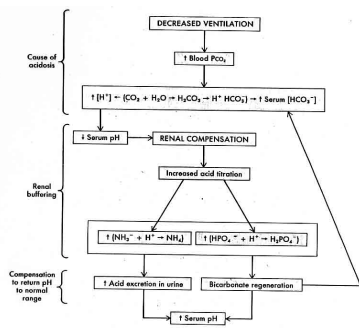 DECREASED VENTILATION
Cause of
acidosis
↑ Blood PCO₂
↑ [H⁺] ← (CO₂ + H₂O → H₂CO₃ → H⁺ HCO₃⁻) → ↑ Serum [HCO₃⁻]
↓ Serum pH
RENAL COMPENSATION
Increased acid titration
Renal
buffering
↑ (NH₃⁻ + H⁺ → NH₄)
↑ (HPO₄⁻ + H⁺ → H₂PO₄⁻)
Compensation
to return pH
to normal
range
↑ Acid excretion in urine
Bicarbonate regeneration
↑ Serum pH